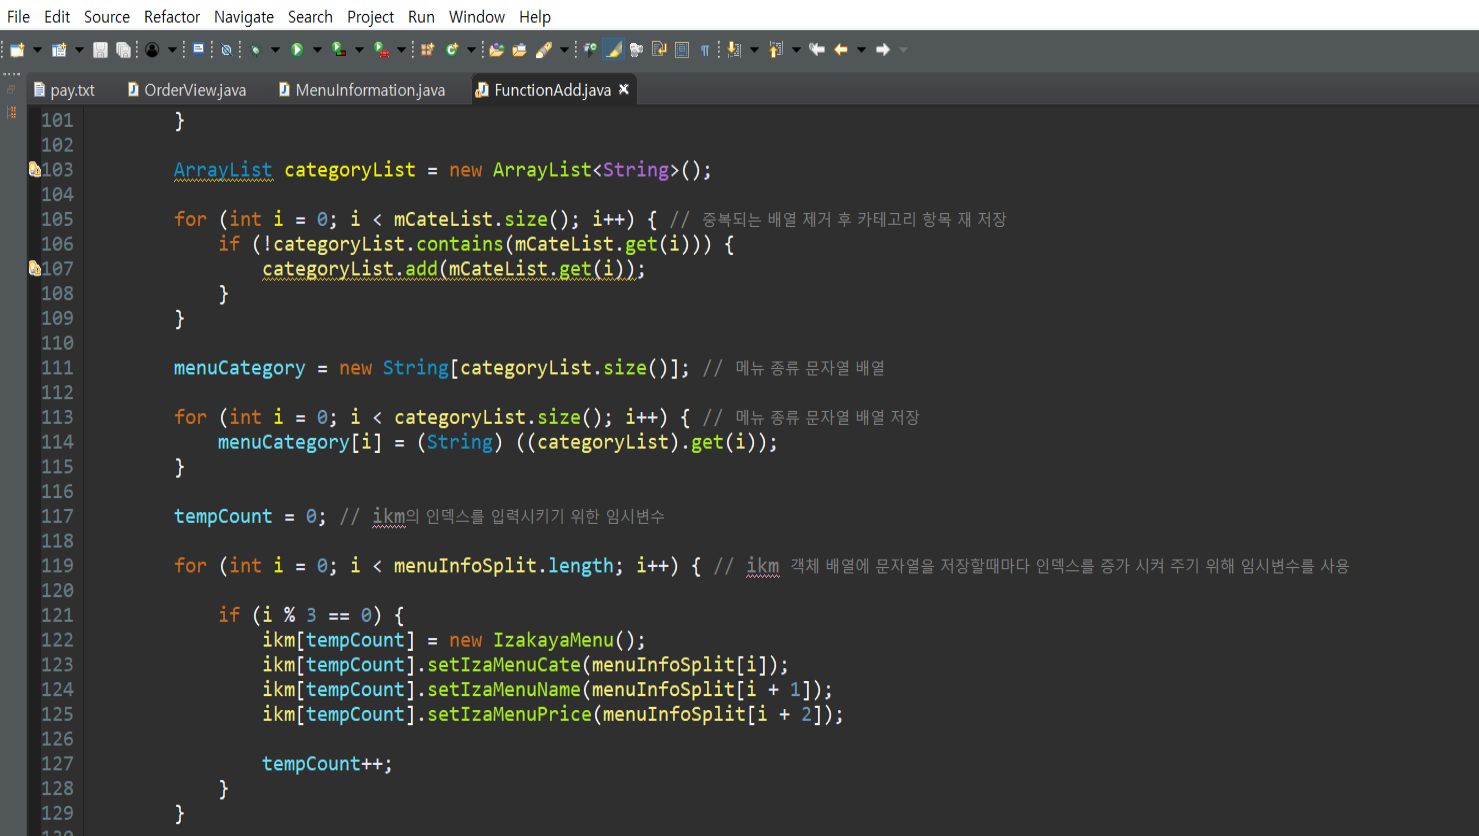 File Edit Source Refactor Navigate Search Project Run Window Help
pay.txt OrderView.java MenuInformation.java FunctionAdd.java
101 }
102
103 ArrayList categoryList = new ArrayList<String>();
104
105 for (int i = 0; i < mCateList.size(); i++) { // 중복되는 배열 제거 후 카테고리 항목 재 저장
106 if (!categoryList.contains(mCateList.get(i))) {
107 categoryList.add(mCateList.get(i));
108 }
109 }
110
111 menuCategory = new String[categoryList.size()]; // 메뉴 종류 문자열 배열
112
113 for (int i = 0; i < categoryList.size(); i++) { // 메뉴 종류 문자열 배열 저장
114 menuCategory[i] = (String) ((categoryList).get(i));
115 }
116
117 tempCount = 0; // ikm의 인덱스를 입력시키기 위한 임시변수
118
119 for (int i = 0; i < menuInfoSplit.length; i++) { // ikm 객체 배열에 문자열을 저장할때마다 인덱스를 증가 시켜 주기 위해 임시변수를 사용
120
121 if (i % 3 == 0) {
122 ikm[tempCount] = new IzakayaMenu();
123 ikm[tempCount].setIzaMenuCate(menuInfoSplit[i]);
124 ikm[tempCount].setIzaMenuName(menuInfoSplit[i + 1]);
125 ikm[tempCount].setIzaMenuPrice(menuInfoSplit[i + 2]);
126
127 tempCount++;
128 }
129 }